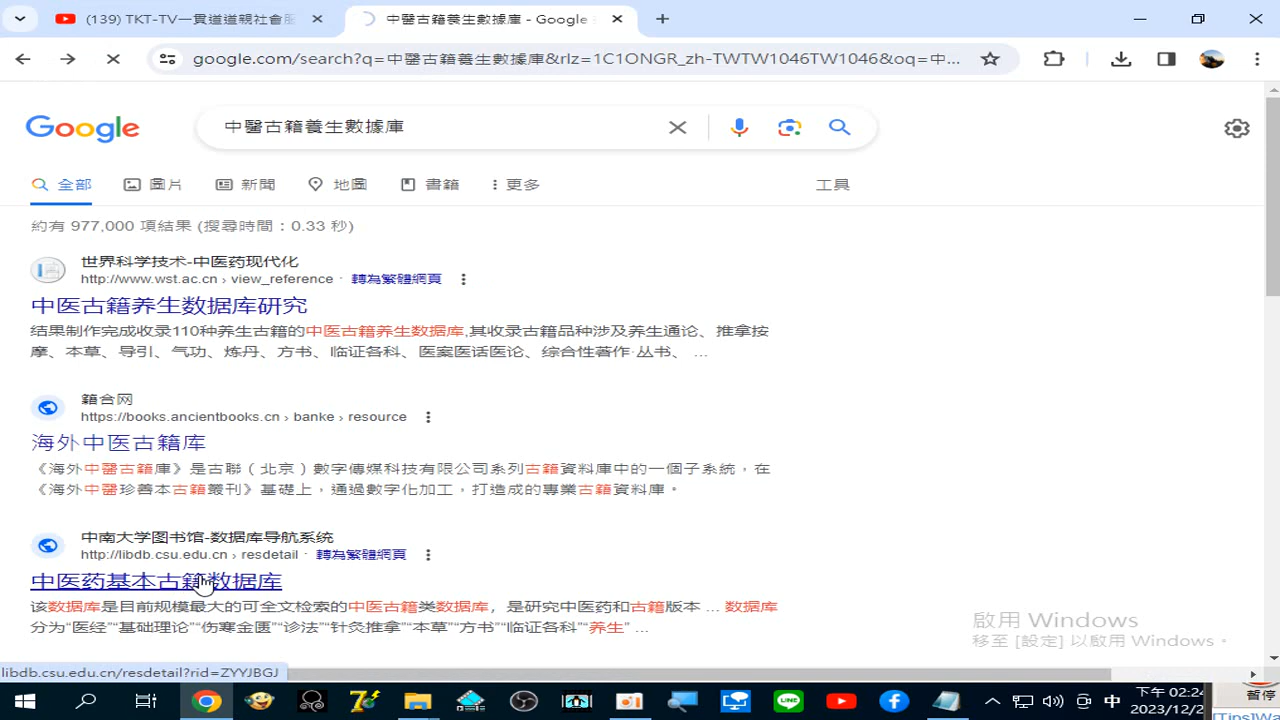 (139) TKT-TV一貫道道親社會服
中醫古籍養生數據庫 - Google
google.com/search?q=中醫古籍養生數據庫&rlz=1C1ONGR_zh-TWTW1046TW1046&oq=中...
Google
中醫古籍養生數據庫
全部
圖片
新聞
地圖
書籍
更多
工具
約有 977,000 項結果 (搜尋時間：0.33 秒)
世界科学技术-中医药现代化
http://www.wst.ac.cn › view_reference · 轉為繁體網頁
中医古籍养生数据库研究
结果制作完成收录110种养生古籍的中医古籍养生数据库,其收录古籍品种涉及养生通论、推拿按
摩、本草、导引、气功、炼丹、方书、临证各科、医案医话医论、综合性著作·丛书、 ...
籍合网
https://books.ancientbooks.cn › banke › resource
海外中医古籍库
《海外中醫古籍庫》是古聯（北京）數字傳媒科技有限公司系列古籍資料庫中的一個子系統，在
《海外中醫珍善本古籍叢刊》基礎上，通過數字化加工，打造成的專業古籍資料庫。
中南大学图书馆-数据库导航系统
http://libdb.csu.edu.cn › resdetail · 轉為繁體網頁
中医药基本古籍数据库
该数据库是目前规模最大的可全文检索的中医古籍类数据库，是研究中医药和古籍版本 ... 数据库
分为“医经”“基础理论”“伤寒金匮”“诊法”“针灸推拿”“本草”“方书”“临证各科”“养生” ...
啟用 Windows
移至 [設定] 以啟用 Windows。
libdb.csu.edu.cn/resdetail?rid=ZYYJBGJ
中
下午 02:24
2023/12/2
暫停